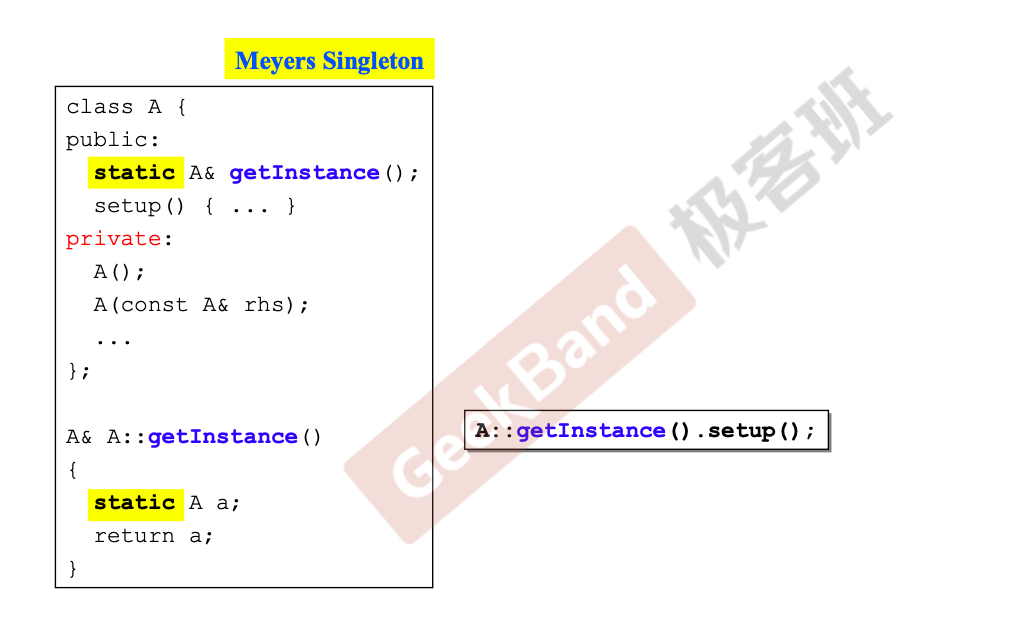 Meyers Singleton
class A {
public:
  static A& getInstance();
  setup() { ... }
private:
  A();
  A(const A& rhs);
  ...
};
A& A::getInstance()
{
  static A a;
  return a;
}
A::getInstance().setup();
GeekBand 极客班